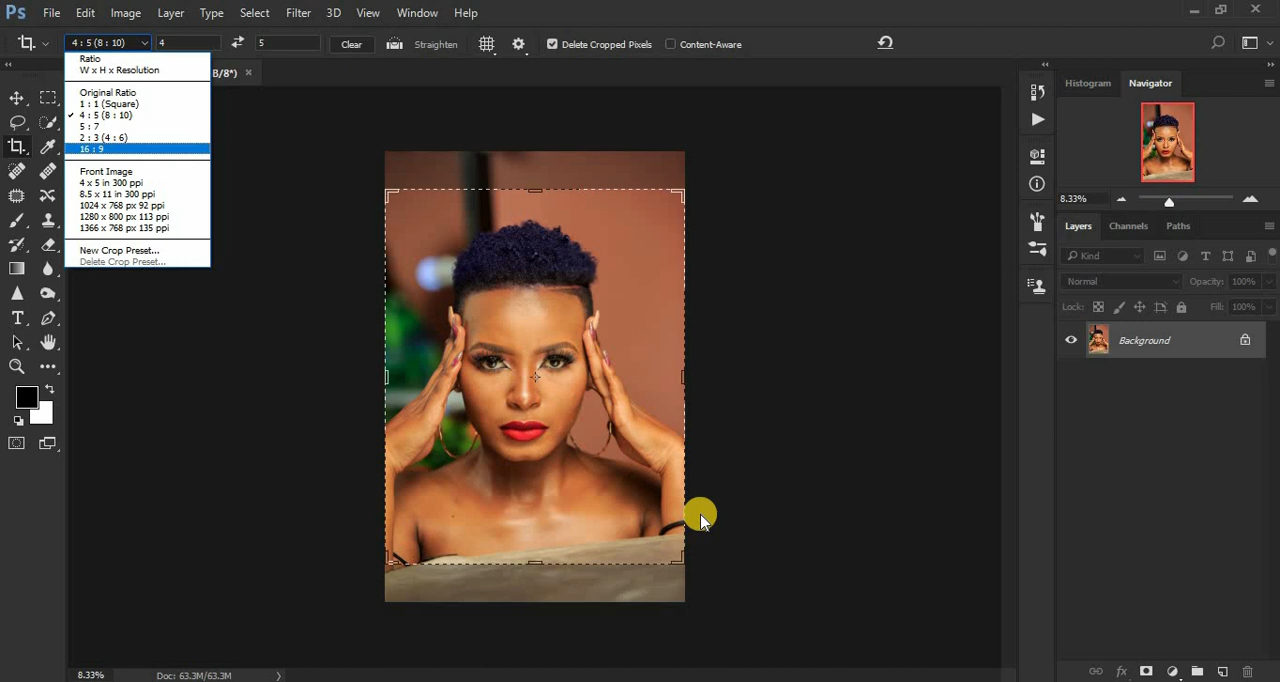 Ps File Edit Image Layer Type Select Filter 3D View Window Help
4 : 5 (8 : 10) 4 5 Clear Straighten Delete Cropped Pixels Content-Aware
B/8*) ×
Ratio
W x H x Resolution
Original Ratio
1 : 1 (Square)
4 : 5 (8 : 10)
5 : 7
2 : 3 (4 : 6)
16 : 9
Front Image
4 x 5 in 300 ppi
8.5 x 11 in 300 ppi
1024 x 768 px 92 ppi
1280 x 800 px 113 ppi
1366 x 768 px 135 ppi
New Crop Preset...
Delete Crop Preset...
Histogram Navigator
8.33%
Layers Channels Paths
Kind
Normal Opacity: 100%
Lock: Fill: 100%
Background
8.33% Doc: 63.3M/63.3M